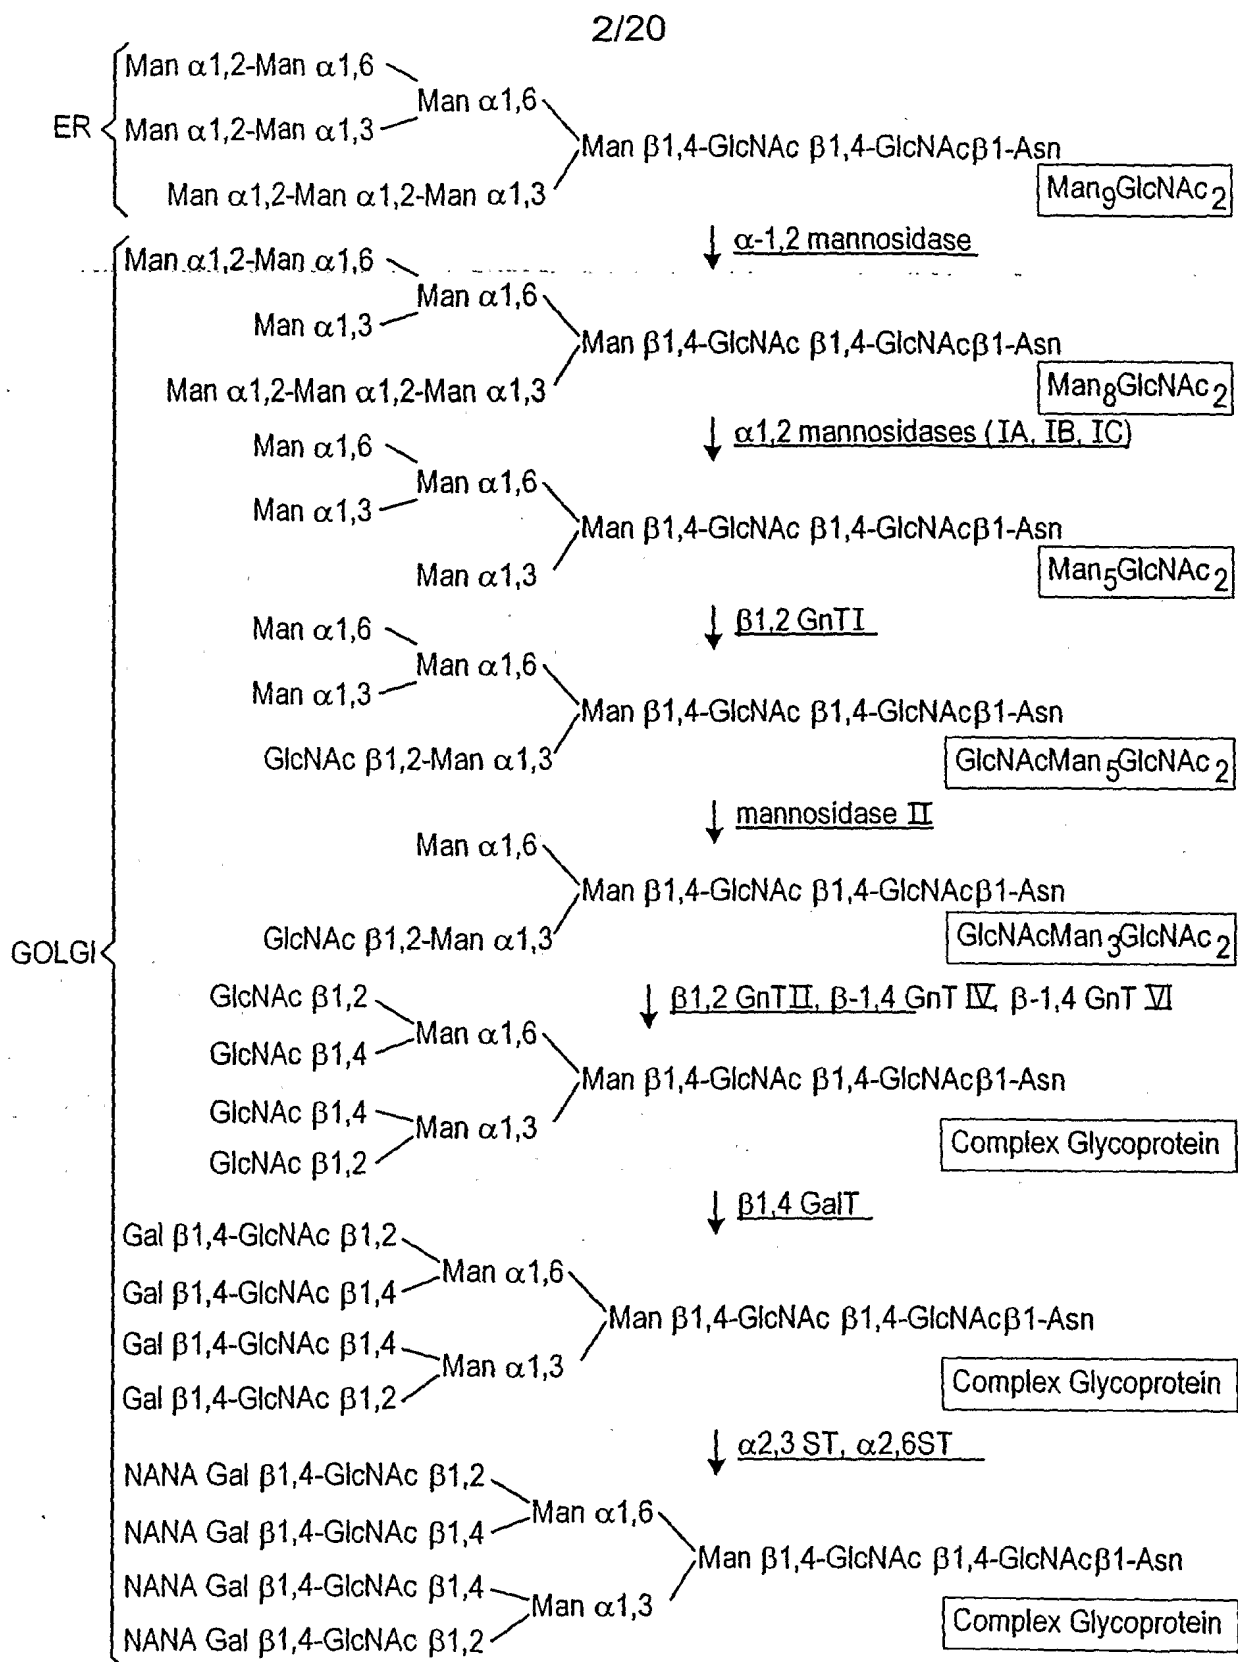 2/20
Man α1,2-Man α1,6
Man α1,6
ER
Man α1,2-Man α1,3
Man β1,4-GlcNAc β1,4-GlcNAcβ1-Asn
Man α1,2-Man α1,2-Man α1,3
Man9GlcNAc2
α-1,2 mannosidase
Man α1,2-Man α1,6
Man α1,6
Man α1,3
Man β1,4-GlcNAc β1,4-GlcNAcβ1-Asn
Man α1,2-Man α1,2-Man α1,3
Man8GlcNAc2
α1,2 mannosidases (IA, IB, IC)
Man α1,6
Man α1,6
Man α1,3
Man β1,4-GlcNAc β1,4-GlcNAcβ1-Asn
Man α1,3
Man5GlcNAc2
β1,2 GnTI
Man α1,6
Man α1,6
Man α1,3
Man β1,4-GlcNAc β1,4-GlcNAcβ1-Asn
GlcNAc β1,2-Man α1,3
GlcNAcMan5GlcNAc2
mannosidase II
Man α1,6
Man β1,4-GlcNAc β1,4-GlcNAcβ1-Asn
GlcNAc β1,2-Man α1,3
GlcNAcMan3GlcNAc2
GOLGI
β1,2 GnTII, β-1,4 GnT IV, β-1,4 GnT VI
GlcNAc β1,2
Man α1,6
GlcNAc β1,4
Man β1,4-GlcNAc β1,4-GlcNAcβ1-Asn
GlcNAc β1,4
Man α1,3
GlcNAc β1,2
Complex Glycoprotein
β1,4 GalT
Gal β1,4-GlcNAc β1,2
Man α1,6
Gal β1,4-GlcNAc β1,4
Man β1,4-GlcNAc β1,4-GlcNAcβ1-Asn
Gal β1,4-GlcNAc β1,4
Man α1,3
Gal β1,4-GlcNAc β1,2
Complex Glycoprotein
α2,3 ST, α2,6ST
NANA Gal β1,4-GlcNAc β1,2
Man α1,6
NANA Gal β1,4-GlcNAc β1,4
Man β1,4-GlcNAc β1,4-GlcNAcβ1-Asn
NANA Gal β1,4-GlcNAc β1,4
Man α1,3
NANA Gal β1,4-GlcNAc β1,2
Complex Glycoprotein